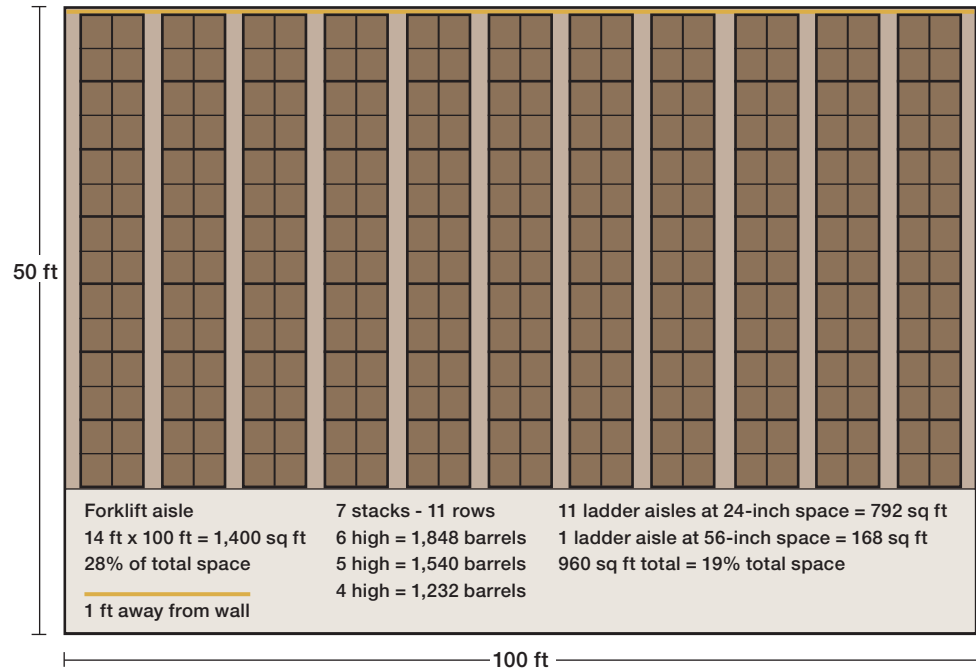 50 ft
Forklift aisle
14 ft x 100 ft = 1,400 sq ft
28% of total space
1 ft away from wall
7 stacks - 11 rows
6 high = 1,848 barrels
5 high = 1,540 barrels
4 high = 1,232 barrels
11 ladder aisles at 24-inch space = 792 sq ft
1 ladder aisle at 56-inch space = 168 sq ft
960 sq ft total = 19% total space
100 ft